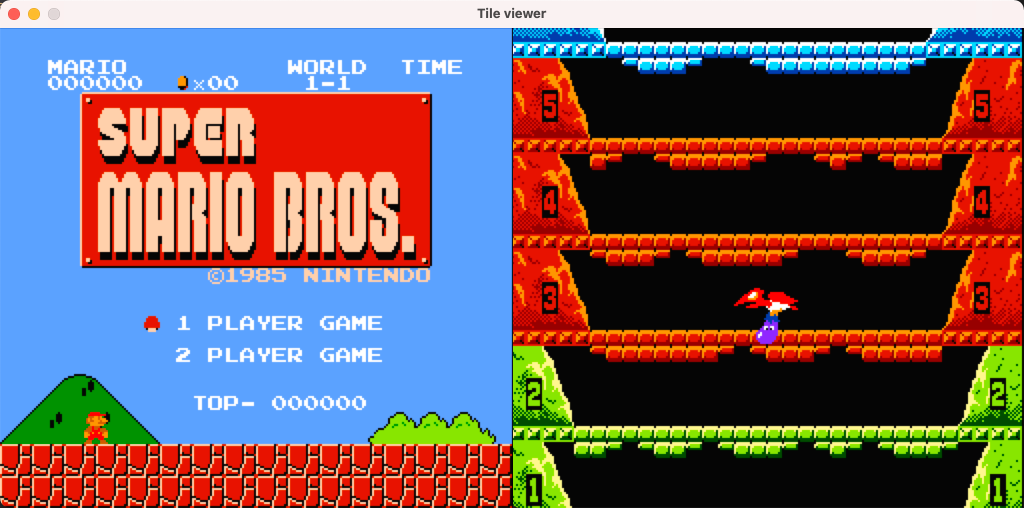 Tile viewer
MARIO WORLD TIME
000000 ×00 1-1
SUPER
MARIO BROS.
©1985 NINTENDO
1 PLAYER GAME
2 PLAYER GAME
TOP- 000000
5 5
4 4
3 3
2 2
1 1